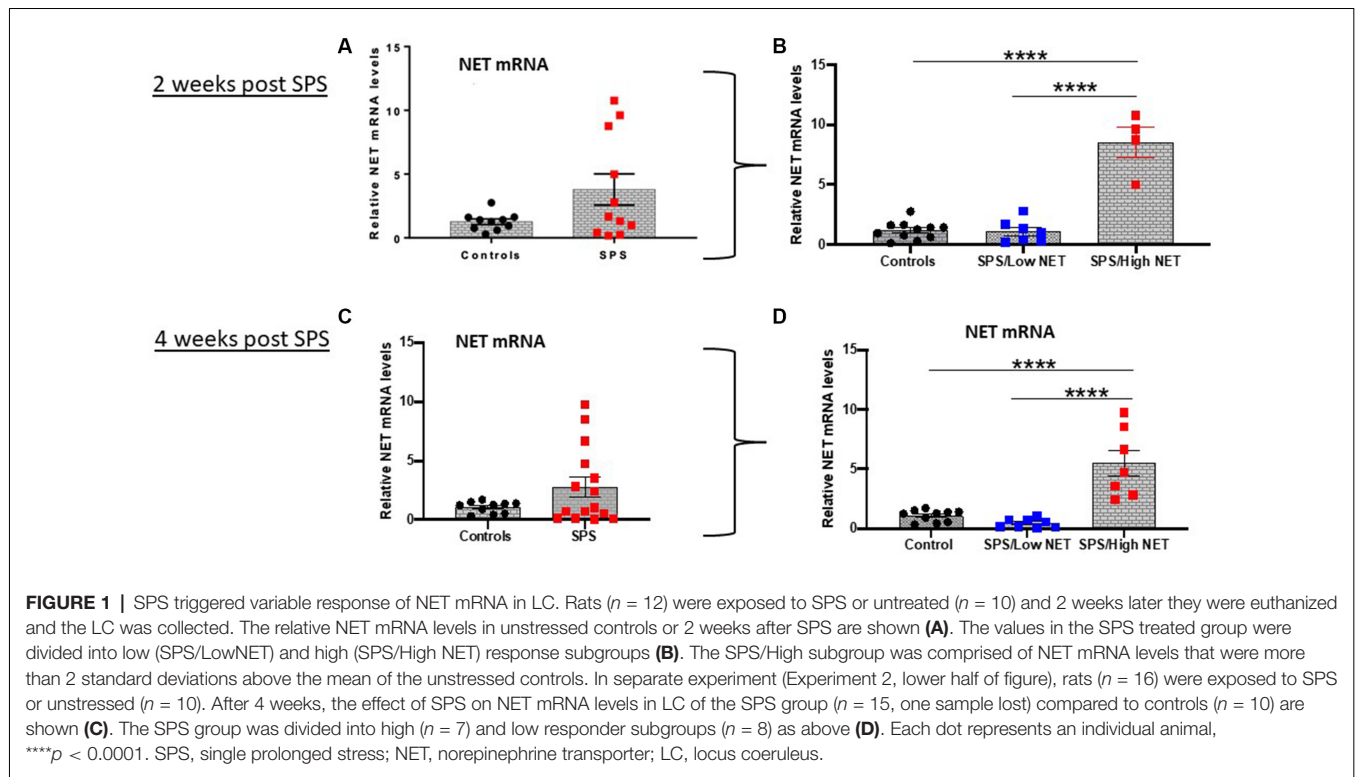 2 weeks post SPS
A
NET mRNA
Relative NET mRNA levels
15
10
5
0
Controls
SPS
B
****
****
Relative NET mRNA levels
15
10
5
0
Controls
SPS/Low NET
SPS/High NET
4 weeks post SPS
C
NET mRNA
Relative NET mRNA levels
15
10
5
0
Controls
SPS
D
NET mRNA
****
****
Relative NET mRNA levels
15
10
5
0
Control
SPS/Low NET
SPS/High NET
FIGURE 1 | SPS triggered variable response of NET mRNA in LC. Rats (n = 12) were exposed to SPS or untreated (n = 10) and 2 weeks later they were euthanized
and the LC was collected. The relative NET mRNA levels in unstressed controls or 2 weeks after SPS are shown (A). The values in the SPS treated group were
divided into low (SPS/LowNET) and high (SPS/High NET) response subgroups (B). The SPS/High subgroup was comprised of NET mRNA levels that were more
than 2 standard deviations above the mean of the unstressed controls. In separate experiment (Experiment 2, lower half of figure), rats (n = 16) were exposed to SPS
or unstressed (n = 10). After 4 weeks, the effect of SPS on NET mRNA levels in LC of the SPS group (n = 15, one sample lost) compared to controls (n = 10) are
shown (C). The SPS group was divided into high (n = 7) and low responder subgroups (n = 8) as above (D). Each dot represents an individual animal,
****p < 0.0001. SPS, single prolonged stress; NET, norepinephrine transporter; LC, locus coeruleus.